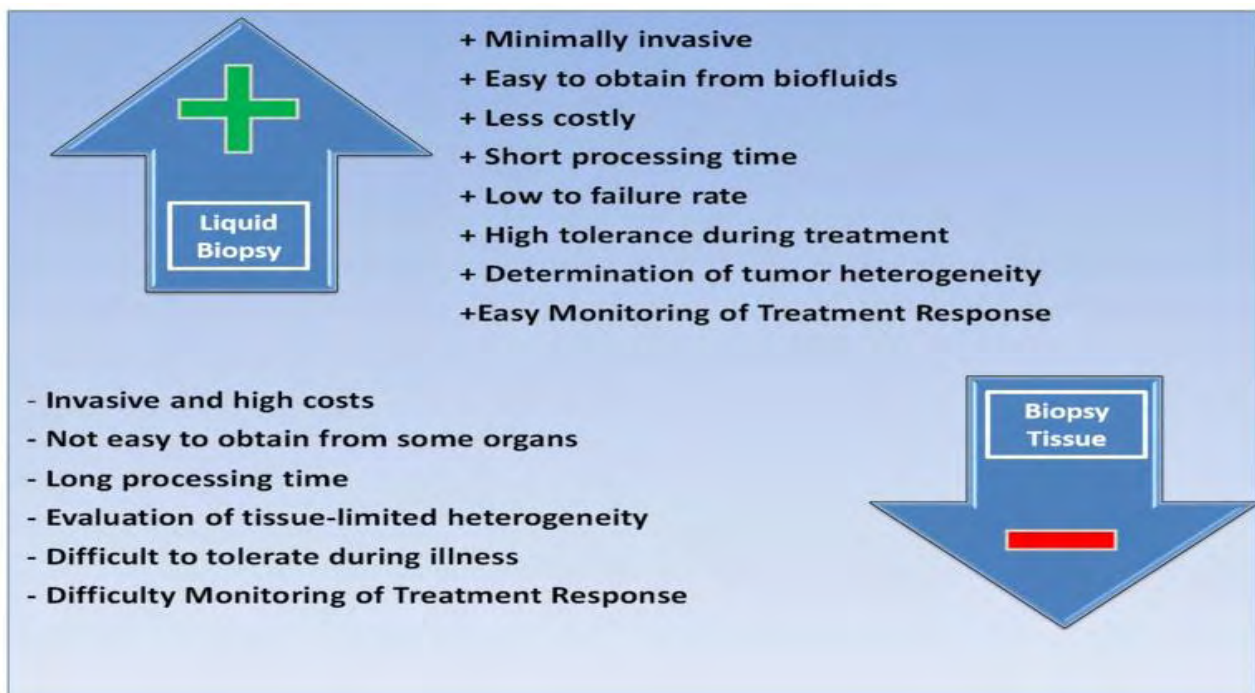 + Minimally invasive
+ Easy to obtain from biofluids
+ Less costly
+ Short processing time
+ Low to failure rate
+ High tolerance during treatment
+ Determination of tumor heterogeneity
+Easy Monitoring of Treatment Response
Liquid
Biopsy
- Invasive and high costs
- Not easy to obtain from some organs
- Long processing time
- Evaluation of tissue-limited heterogeneity
- Difficult to tolerate during illness
- Difficulty Monitoring of Treatment Response
Biopsy
Tissue